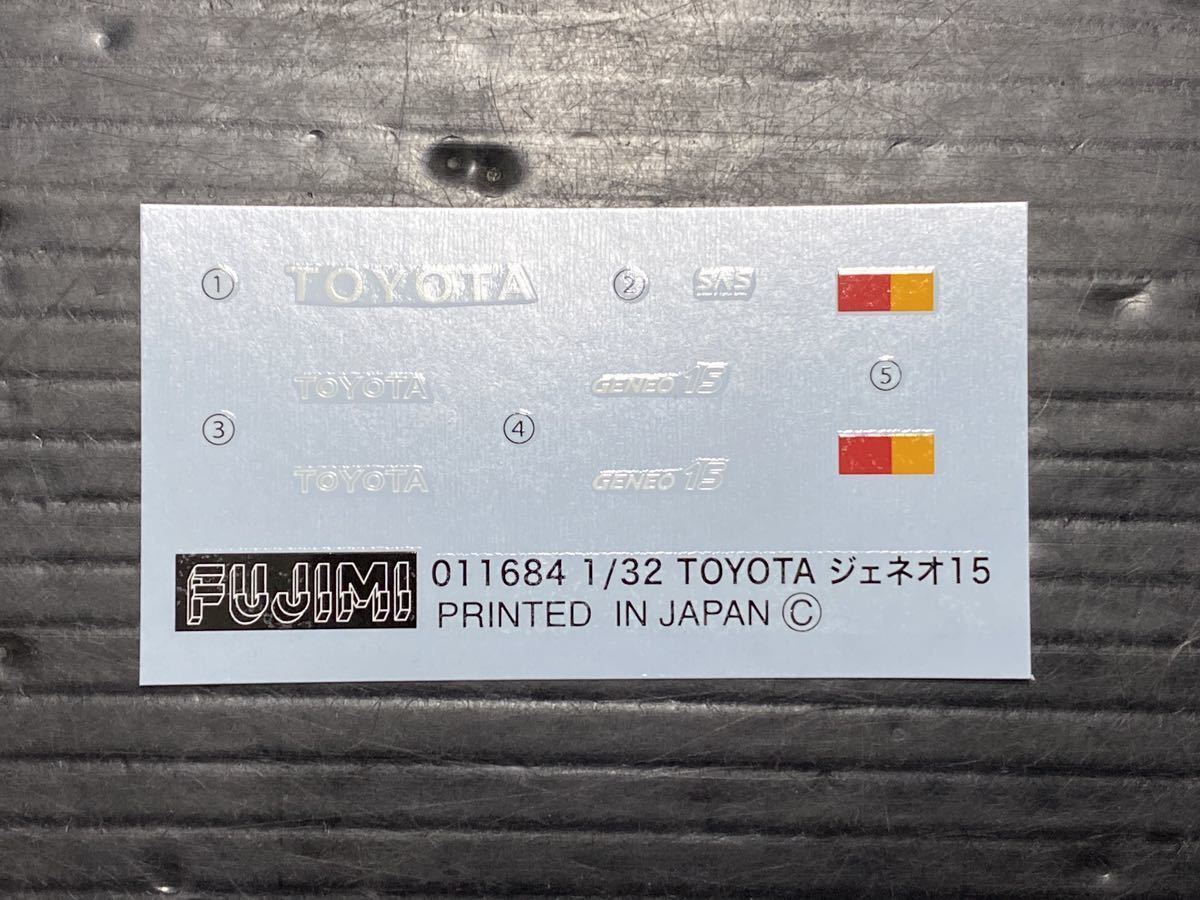 ① TOYOTA ② SAS
TOYOTA GENEO 15 ⑤
③ ④
TOYOTA GENEO 15
FUJIMI 011684 1/32 TOYOTA ジェネオ15
PRINTED IN JAPAN Ⓒ